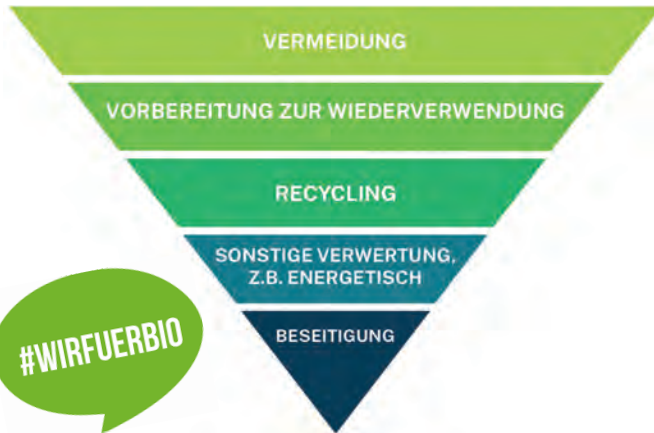 VERMEIDUNG
VORBEREITUNG ZUR WIEDERVERWENDUNG
RECYCLING
SONSTIGE VERWERTUNG,
Z.B. ENERGETISCH
BESEITIGUNG
#WIRFUERBIO